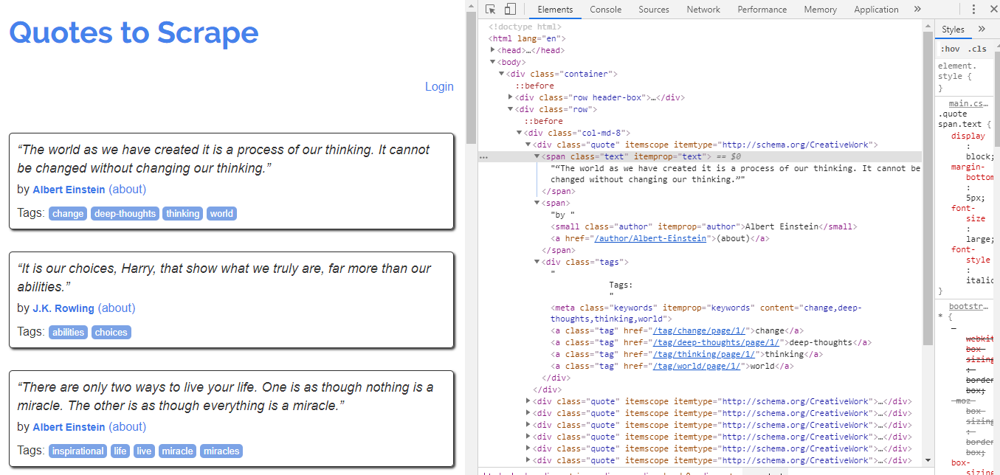 Quotes to Scrape
Login
“The world as we have created it is a process of our thinking. It cannot
be changed without changing our thinking.”
by Albert Einstein (about)
Tags: change deep-thoughts thinking world
“It is our choices, Harry, that show what we truly are, far more than our
abilities.”
by J.K. Rowling (about)
Tags: abilities choices
“There are only two ways to live your life. One is as though nothing is a
miracle. The other is as though everything is a miracle.”
by Albert Einstein (about)
Tags: inspirational life live miracle miracles
Elements Console Sources Network Performance Memory Application »
<!doctype html>
<html lang="en">
<head>…</head>
<body>
<div class="container">
::before
<div class="row header-box">…</div>
<div class="row">
::before
<div class="col-md-8">
<div class="quote" itemscope itemtype="http://schema.org/CreativeWork">
… <span class="text" itemprop="text"> == $0
"“The world as we have created it is a process of our thinking. It cannot be
changed without changing our thinking.”"
</span>
<span>
"by "
<small class="author" itemprop="author">Albert Einstein</small>
<a href="/author/Albert-Einstein">(about)</a>
</span>
<div class="tags">
"
Tags:
"
<meta class="keywords" itemprop="keywords" content="change,deep-
thoughts,thinking,world">
<a class="tag" href="/tag/change/page/1/">change</a>
<a class="tag" href="/tag/deep-thoughts/page/1/">deep-thoughts</a>
<a class="tag" href="/tag/thinking/page/1/">thinking</a>
<a class="tag" href="/tag/world/page/1/">world</a>
</div>
</div>
<div class="quote" itemscope itemtype="http://schema.org/CreativeWork">…</div>
<div class="quote" itemscope itemtype="http://schema.org/CreativeWork">…</div>
<div class="quote" itemscope itemtype="http://schema.org/CreativeWork">…</div>
<div class="quote" itemscope itemtype="http://schema.org/CreativeWork">…</div>
<div class="quote" itemscope itemtype="http://schema.org/CreativeWork">…</div>
<div class="quote" itemscope itemtype="http://schema.org/CreativeWork">…</div>
Styles »
:hov .cls
element.
style {
}
main.cs…
.quote
span.text {
display
:
block;
margin-
bottom
:
5px;
font-
size
:
large;
font-
style
:
italic
}
bootstr…
* {
–
webkit
box-
sizing
:
border
box;
-moz-
box-
sizing
:
border
box;
box-
sizing